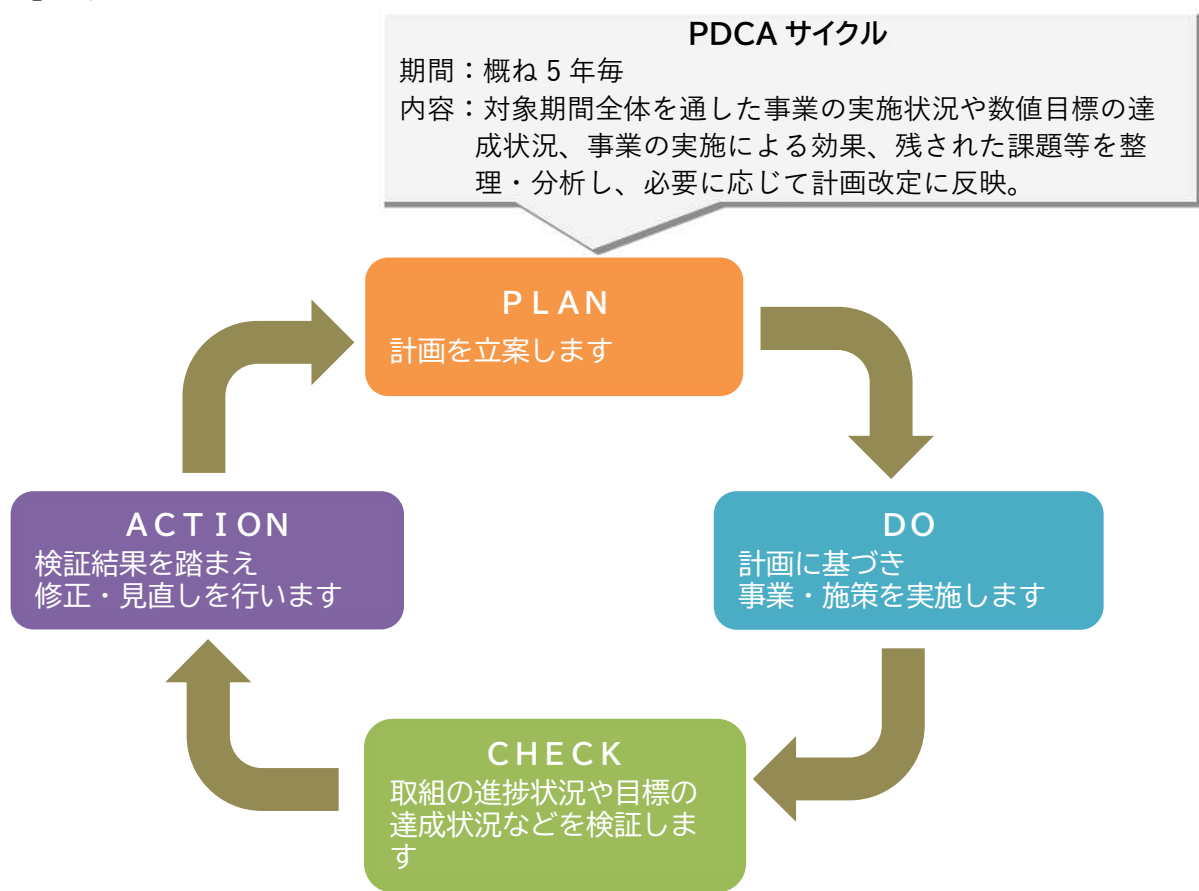 PDCA サイクル
期間：概ね 5 年毎
内容：対象期間全体を通した事業の実施状況や数値目標の達
成状況、事業の実施による効果、残された課題等を整
理・分析し、必要に応じて計画改定に反映。
ＰＬＡＮ
計画を立案します
ＤＯ
計画に基づき
事業・施策を実施します
ＣＨＥＣＫ
取組の進捗状況や目標の
達成状況などを検証しま
す
ＡＣＴＩＯＮ
検証結果を踏まえ
修正・見直しを行います